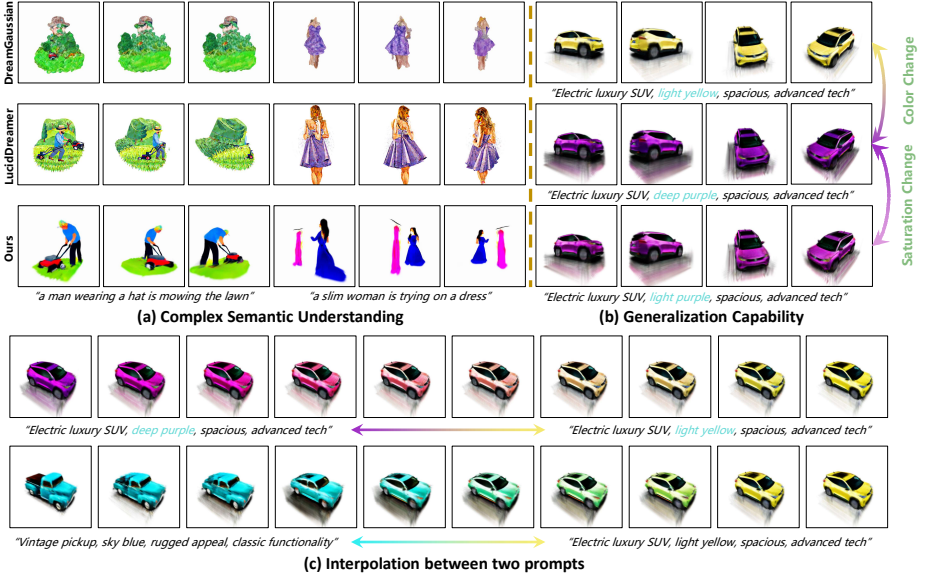 DreamGaussian
LucidDreamer
Ours
"a man wearing a hat is mowing the lawn"
"a slim woman is trying on a dress"
(a) Complex Semantic Understanding
"Electric luxury SUV, light yellow, spacious, advanced tech"
"Electric luxury SUV, deep purple, spacious, advanced tech"
"Electric luxury SUV, light purple, spacious, advanced tech"
(b) Generalization Capability
Color Change
Saturation Change
"Electric luxury SUV, deep purple, spacious, advanced tech"
"Electric luxury SUV, light yellow, spacious, advanced tech"
"Vintage pickup, sky blue, rugged appeal, classic functionality"
"Electric luxury SUV, light yellow, spacious, advanced tech"
(c) Interpolation between two prompts